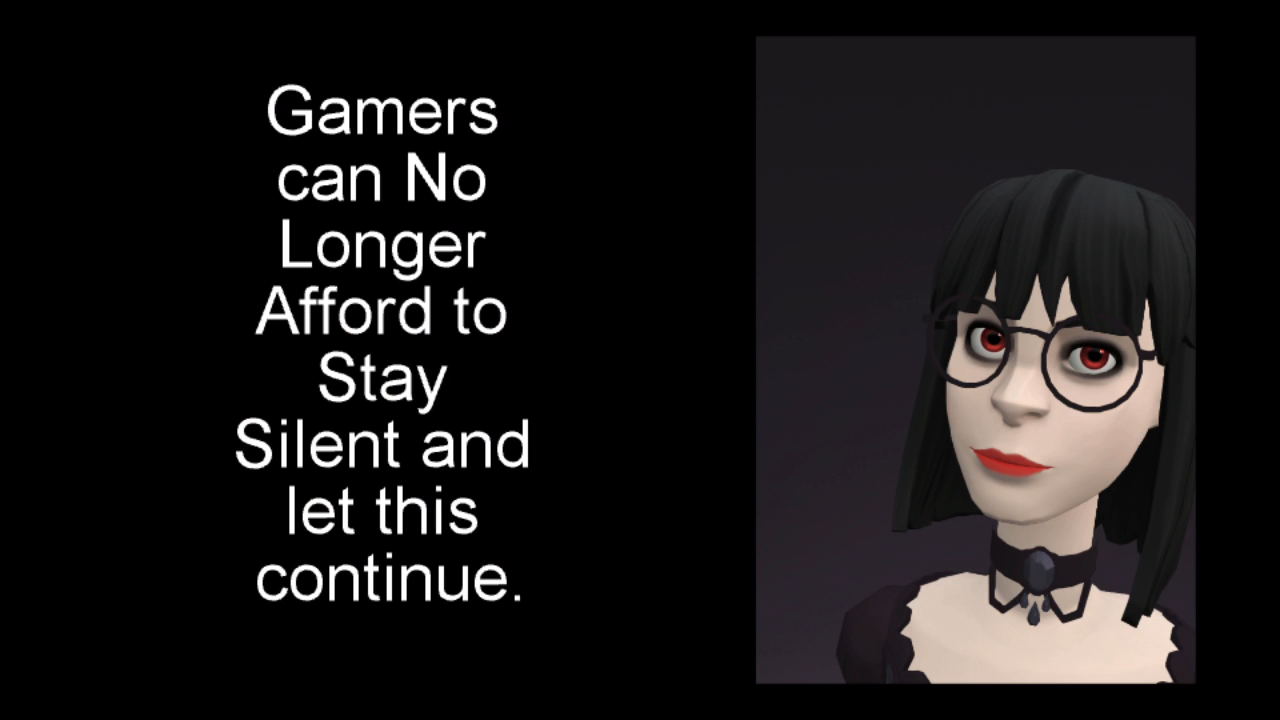 Gamers
can No
Longer
Afford to
Stay
Silent and
let this
continue.